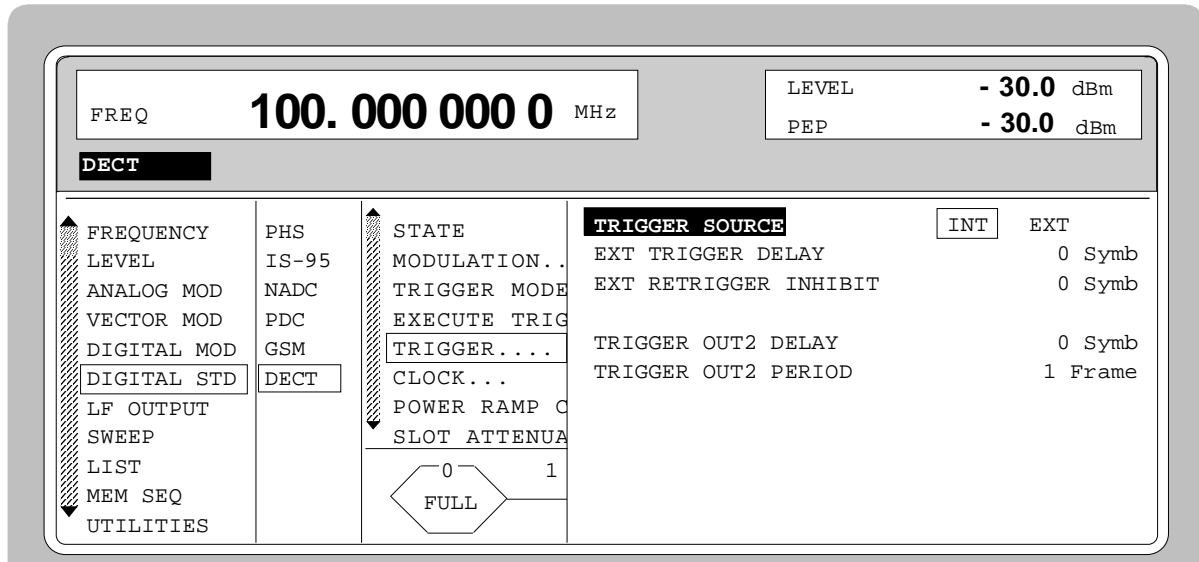 FREQ 100. 000 000 0 MHz
LEVEL - 30.0 dBm
PEP - 30.0 dBm
DECT
FREQUENCY
LEVEL
ANALOG MOD
VECTOR MOD
DIGITAL MOD
DIGITAL STD
LF OUTPUT
SWEEP
LIST
MEM SEQ
UTILITIES
PHS
IS-95
NADC
PDC
GSM
DECT
STATE
MODULATION..
TRIGGER MODE
EXECUTE TRIG
TRIGGER....
CLOCK...
POWER RAMP C
SLOT ATTENUA
0 1
FULL
TRIGGER SOURCE INT EXT
EXT TRIGGER DELAY 0 Symb
EXT RETRIGGER INHIBIT 0 Symb
TRIGGER OUT2 DELAY 0 Symb
TRIGGER OUT2 PERIOD 1 Frame